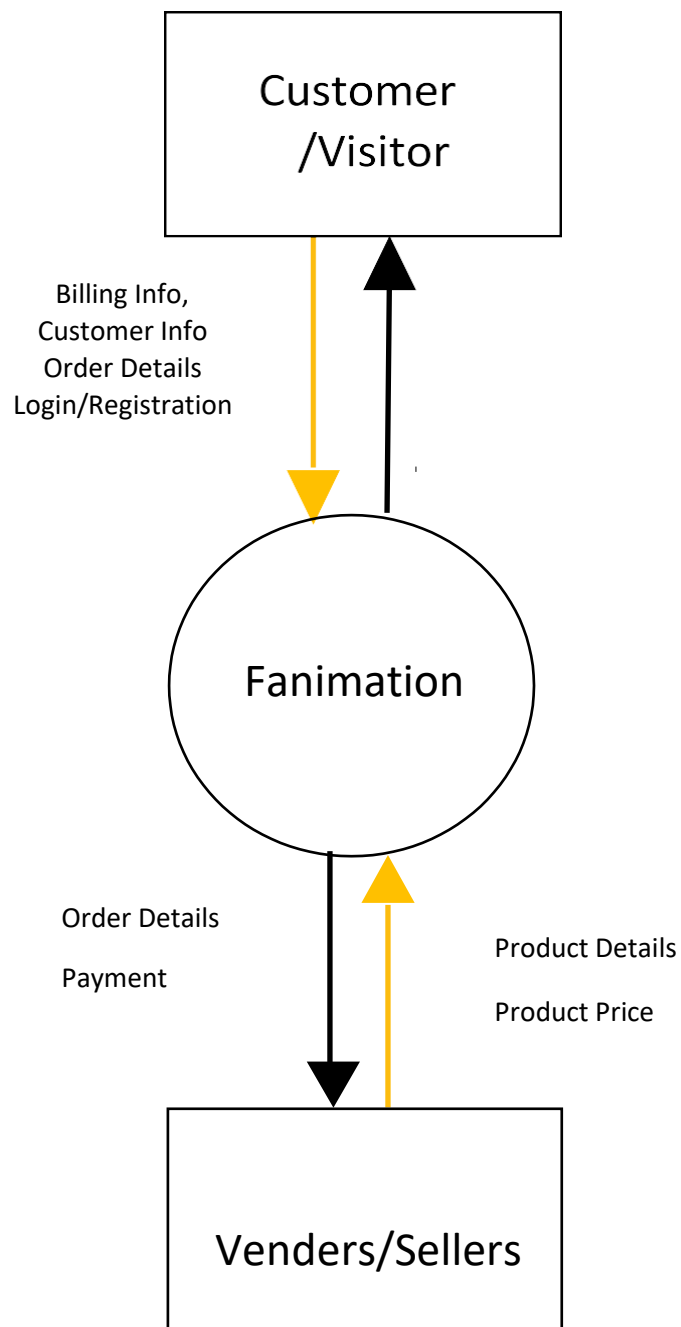 Customer
/Visitor
Billing Info,
Customer Info
Order Details
Login/Registration
Fanimation
Order Details
Payment
Product Details
Product Price
Venders/Sellers